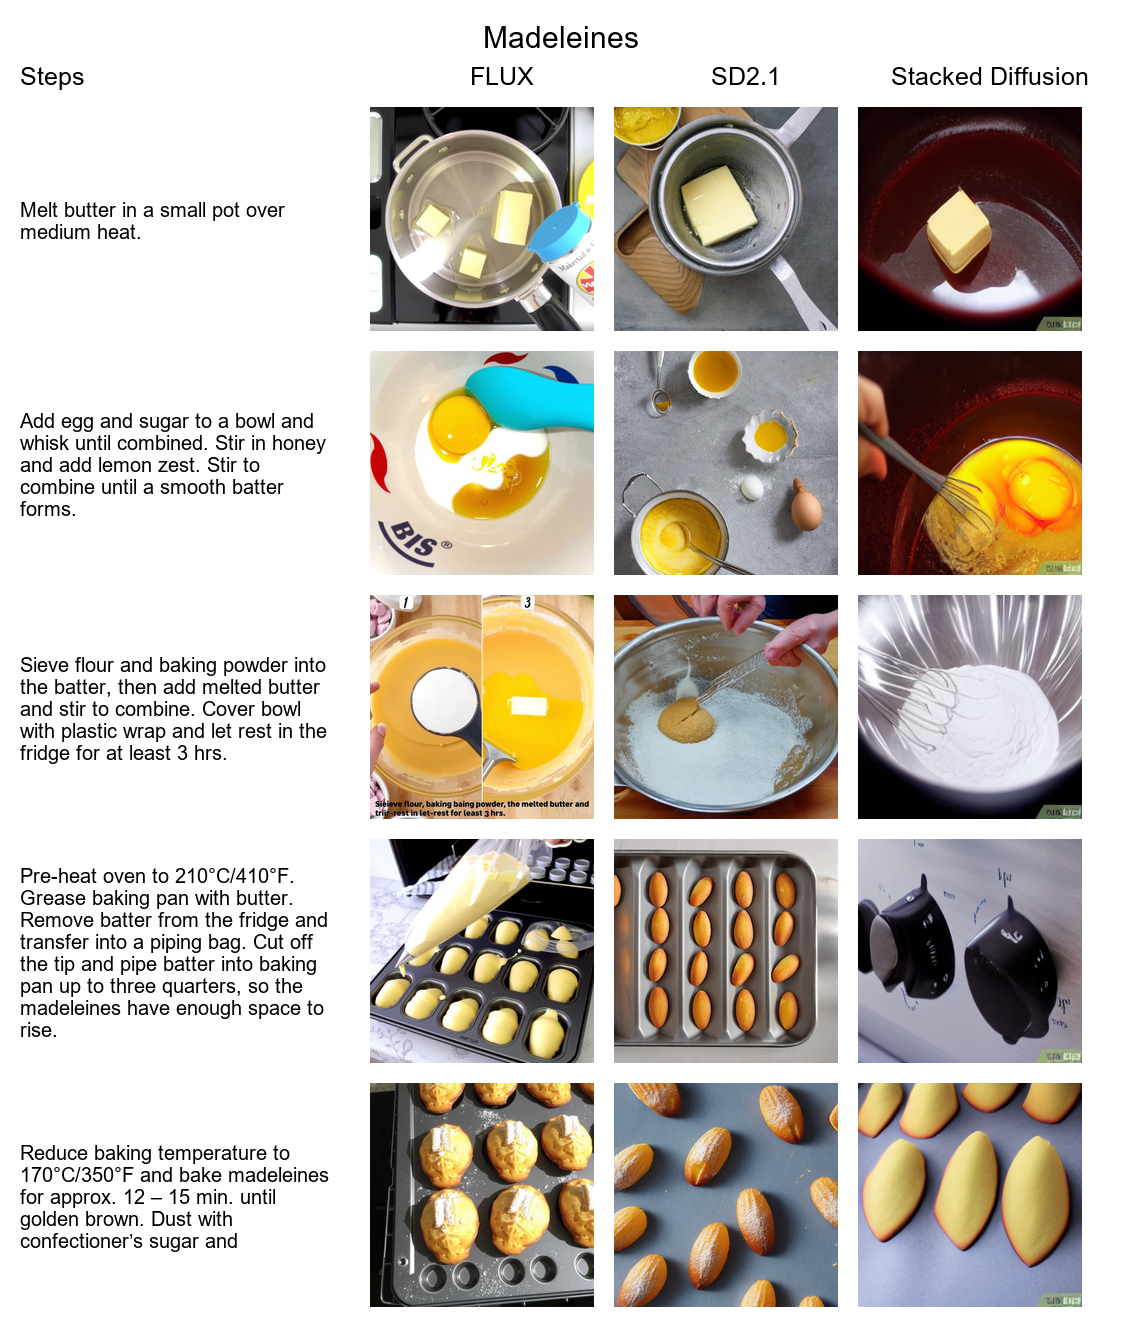 Madeleines
Steps
FLUX
SD2.1
Stacked Diffusion
Melt butter in a small pot over
medium heat.
Add egg and sugar to a bowl and
whisk until combined. Stir in honey
and add lemon zest. Stir to
combine until a smooth batter
forms.
BIS®
Sieve flour and baking powder into
the batter, then add melted butter
and stir to combine. Cover bowl
with plastic wrap and let rest in the
fridge for at least 3 hrs.
1
3
Sieieve flour, baking baing powder, the melted butter and
triir-rest in let-rest for least 3 hrs.
Pre-heat oven to 210°C/410°F.
Grease baking pan with butter.
Remove batter from the fridge and
transfer into a piping bag. Cut off
the tip and pipe batter into baking
pan up to three quarters, so the
madeleines have enough space to
rise.
Reduce baking temperature to
170°C/350°F and bake madeleines
for approx. 12 – 15 min. until
golden brown. Dust with
confectioner’s sugar and